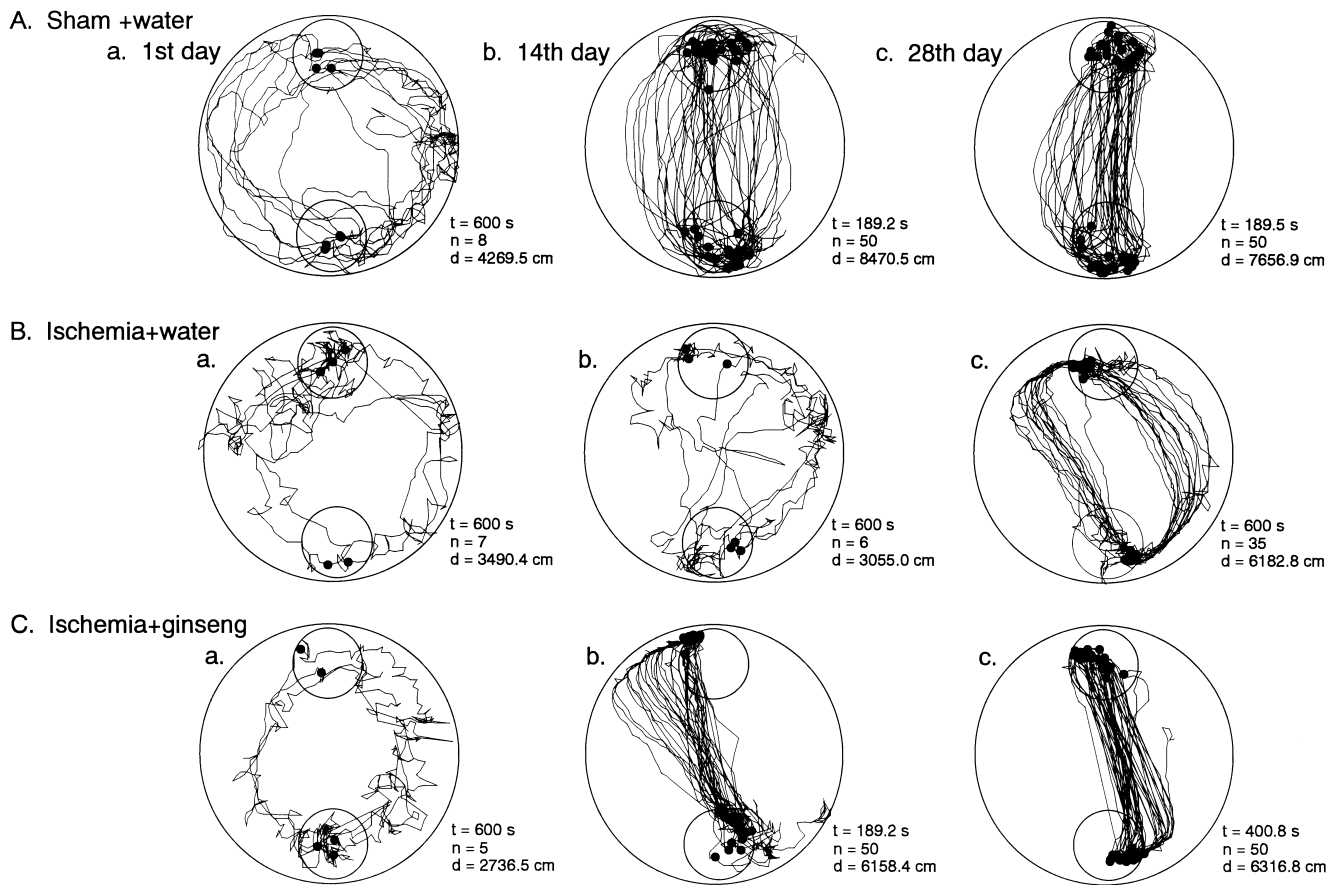 A. Sham +water
a. 1st day
b. 14th day
c. 28th day
t = 600 s
n = 8
d = 4269.5 cm
t = 189.2 s
n = 50
d = 8470.5 cm
t = 189.5 s
n = 50
d = 7656.9 cm
B. Ischemia+water
a.
b.
c.
t = 600 s
n = 7
d = 3490.4 cm
t = 600 s
n = 6
d = 3055.0 cm
t = 600 s
n = 35
d = 6182.8 cm
C. Ischemia+ginseng
a.
b.
c.
t = 600 s
n = 5
d = 2736.5 cm
t = 189.2 s
n = 50
d = 6158.4 cm
t = 400.8 s
n = 50
d = 6316.8 cm